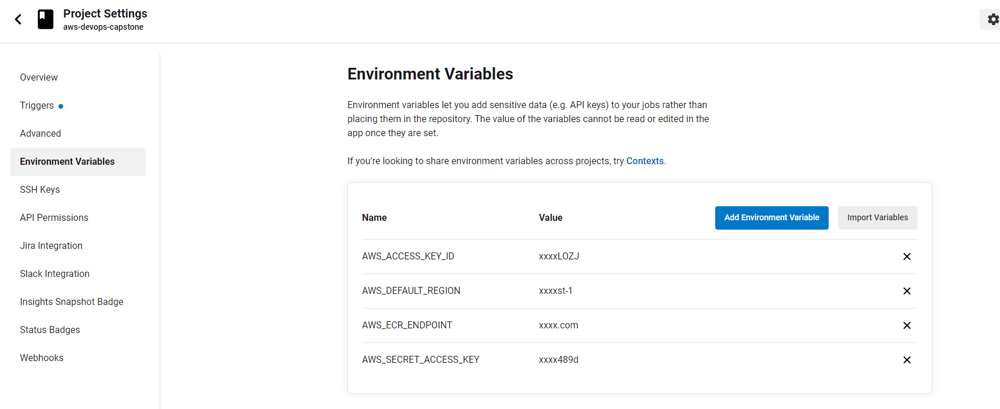 Project Settings
aws-devops-capstone
Overview
Triggers
Advanced
Environment Variables
SSH Keys
API Permissions
Jira Integration
Slack Integration
Insights Snapshot Badge
Status Badges
Webhooks
Environment Variables
Environment variables let you add sensitive data (e.g. API keys) to your jobs rather than
placing them in the repository. The value of the variables cannot be read or edited in the
app once they are set.
If you’re looking to share environment variables across projects, try Contexts.
Name Value Add Environment Variable Import Variables
AWS_ACCESS_KEY_ID xxxxLOZJ
AWS_DEFAULT_REGION xxxxst-1
AWS_ECR_ENDPOINT xxxx.com
AWS_SECRET_ACCESS_KEY xxxx489d